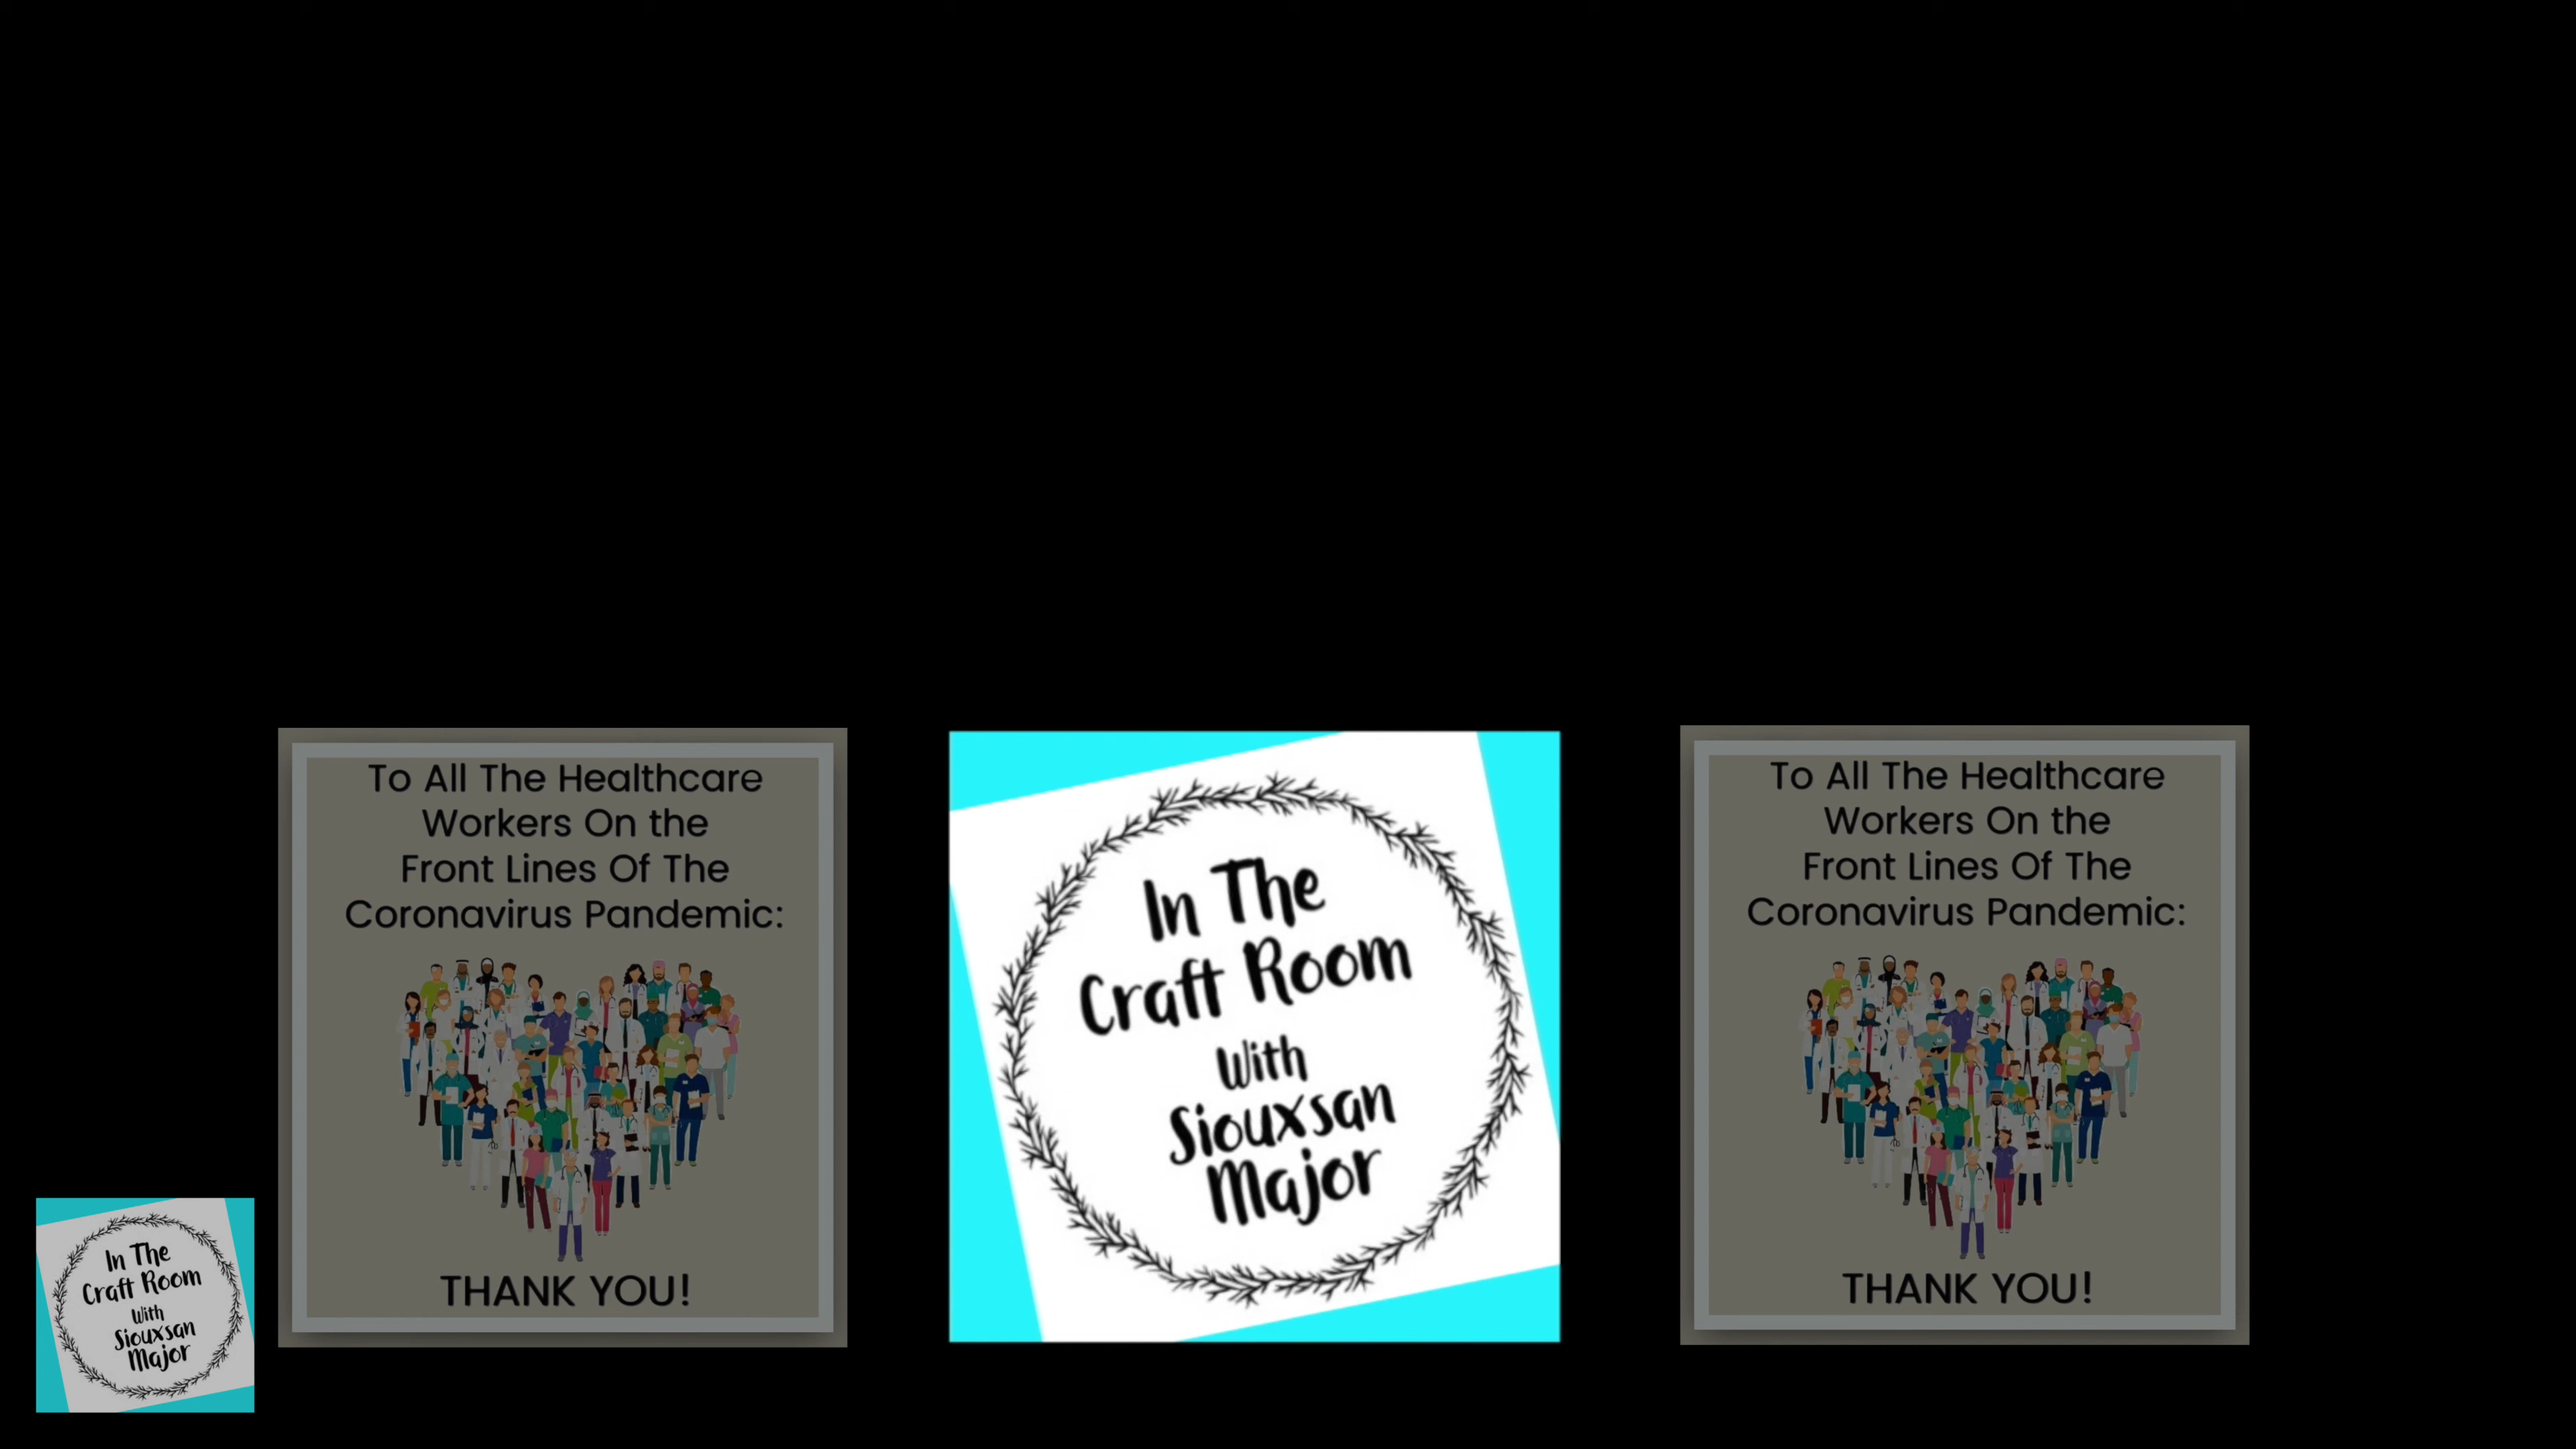 To All The Healthcare
Workers On the
Front Lines Of The
Coronavirus Pandemic:
THANK YOU!
In The
Craft Room
With
Siouxsan
Major
To All The Healthcare
Workers On the
Front Lines Of The
Coronavirus Pandemic:
THANK YOU!
In The
Craft Room
With
Siouxsan
Major